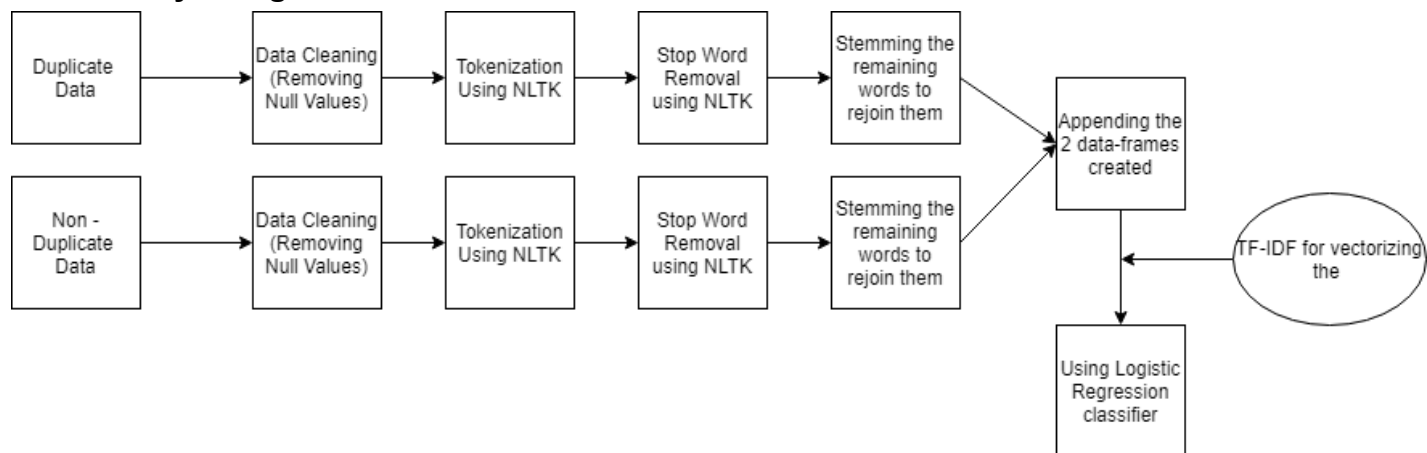 Duplicate
Data
Data Cleaning
(Removing
Null Values)
Tokenization
Using NLTK
Stop Word
Removal
using NLTK
Stemming the
remaining
words to
rejoin them
Appending the
2 data-frames
created
Non -
Duplicate
Data
Data Cleaning
(Removing
Null Values)
Tokenization
Using NLTK
Stop Word
Removal
using NLTK
Stemming the
remaining
words to
rejoin them
TF-IDF for vectorizing
the
Using Logistic
Regression
classifier